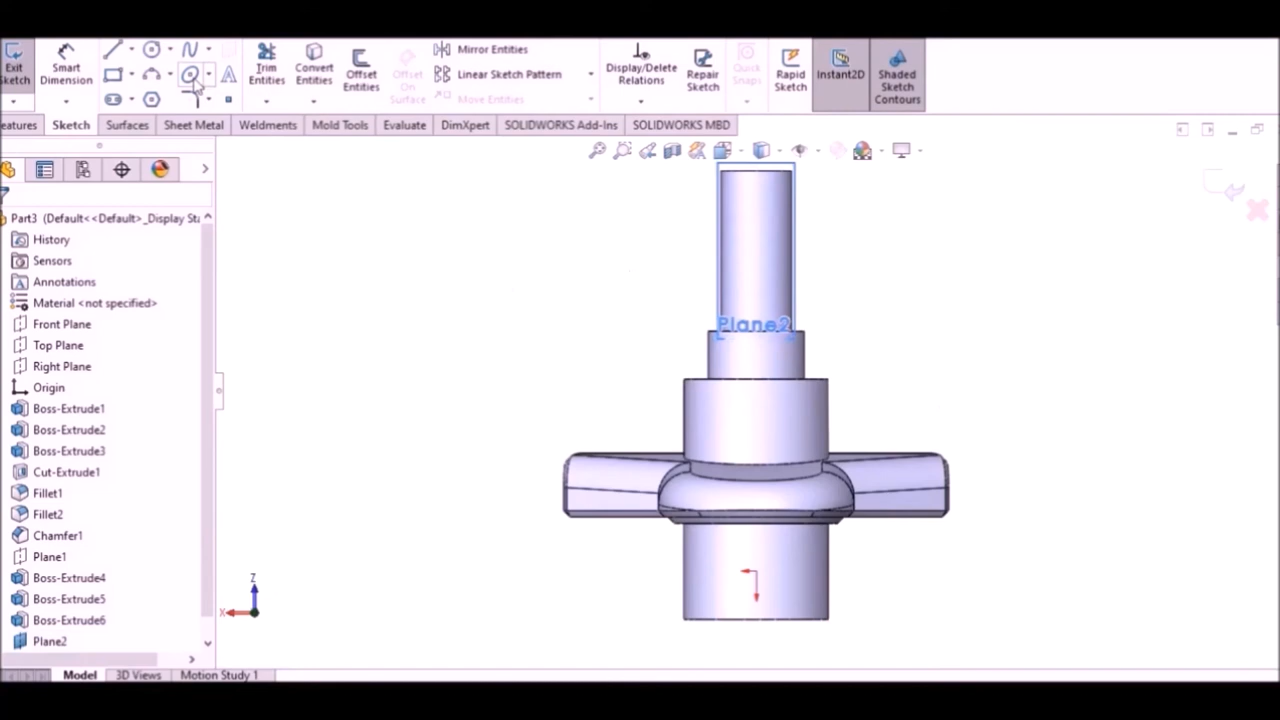 Exit Sketch
Smart Dimension
Trim Entities
Convert Entities
Offset Entities
Offset On Surface
Mirror Entities
Linear Sketch Pattern
Move Entities
Display/Delete Relations
Repair Sketch
Quick Snaps
Rapid Sketch
Instant2D
Shaded Sketch Contours
eatures
Sketch
Surfaces
Sheet Metal
Weldments
Mold Tools
Evaluate
DimXpert
SOLIDWORKS Add-Ins
SOLIDWORKS MBD
Part3 (Default<<Default>_Display Sta
History
Sensors
Annotations
Material <not specified>
Front Plane
Top Plane
Right Plane
Origin
Boss-Extrude1
Boss-Extrude2
Boss-Extrude3
Cut-Extrude1
Fillet1
Fillet2
Chamfer1
Plane1
Boss-Extrude4
Boss-Extrude5
Boss-Extrude6
Plane2
Plane2
Z
X
Model
3D Views
Motion Study 1